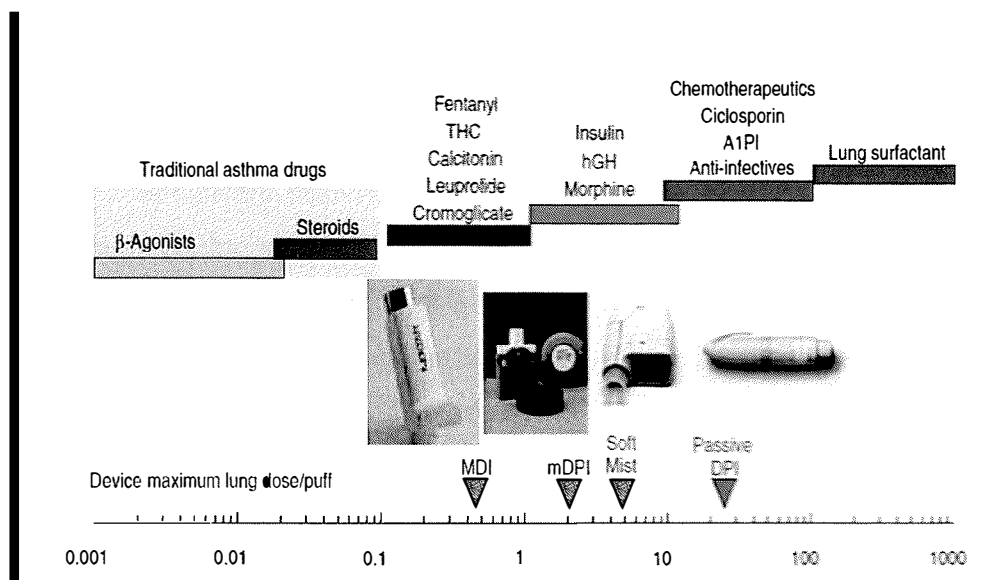 Traditional asthma drugs
β-Agonists
Steroids
Fentanyl
THC
Calcitonin
Leuprolide
Cromoglicate
Insulin
hGH
Morphine
Chemotherapeutics
Ciclosporin
A1PI
Anti-infectives
Lung surfactant
Device maximum lung dose/puff
MDI
mDPI
Soft
Mist
Passive
DPI
0.001 0.01 0.1 1 10 100 1000